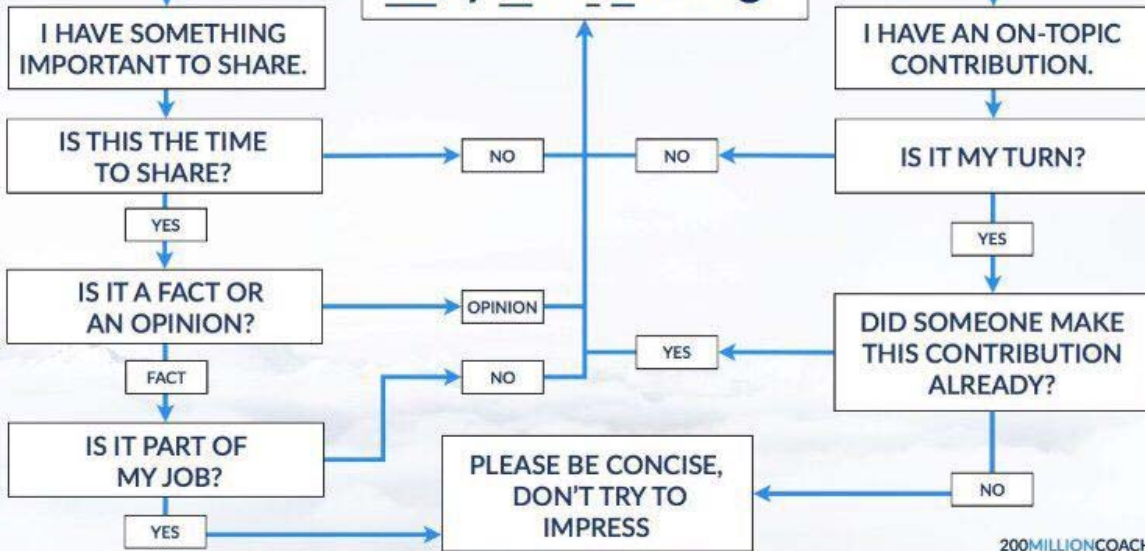 I HAVE SOMETHING
IMPORTANT TO SHARE.
I HAVE AN ON-TOPIC
CONTRIBUTION.
IS THIS THE TIME
TO SHARE?
NO
NO
IS IT MY TURN?
YES
YES
IS IT A FACT OR
AN OPINION?
OPINION
DID SOMEONE MAKE
THIS CONTRIBUTION
ALREADY?
YES
FACT
NO
IS IT PART OF
MY JOB?
PLEASE BE CONCISE,
DON'T TRY TO
IMPRESS
NO
YES
200MILLIONCOACH